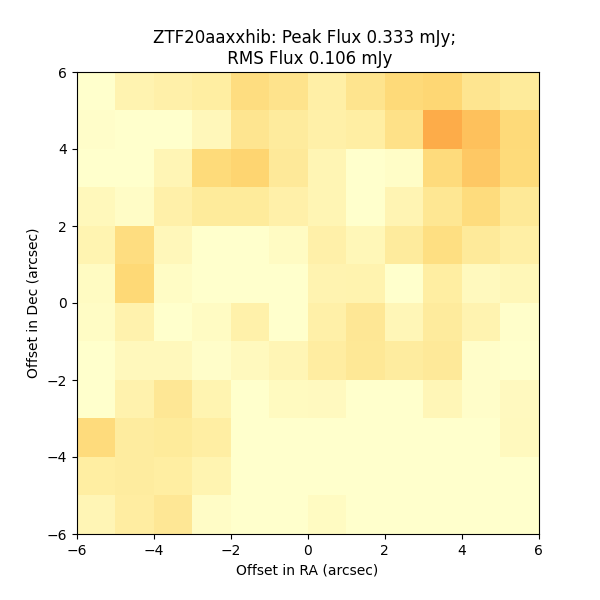 ZTF20aaxxhib: Peak Flux 0.333 mJy;
RMS Flux 0.106 mJy
6
4
2
0
−2
−4
−6
Offset in Dec (arcsec)
−6 −4 −2 0 2 4 6
Offset in RA (arcsec)